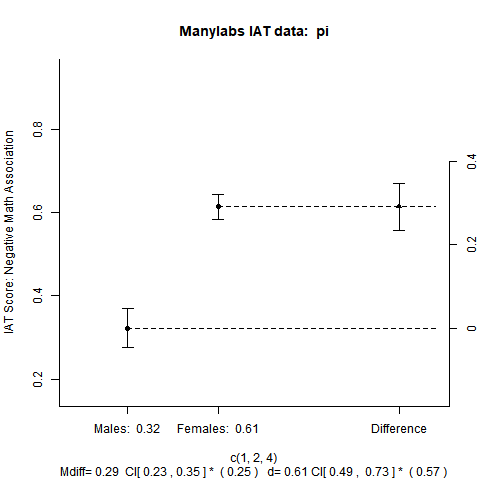 Manylabs IAT data:  pi
IAT Score: Negative Math Association
0.8
0.6
0.4
0.2
0.4
0.2
0
Males:  0.32
Females:  0.61
Difference
c(1, 2, 4)
Mdiff= 0.29  CI[ 0.23 , 0.35 ] *  ( 0.25 )   d= 0.61 CI[ 0.49 ,  0.73 ] *  ( 0.57 )